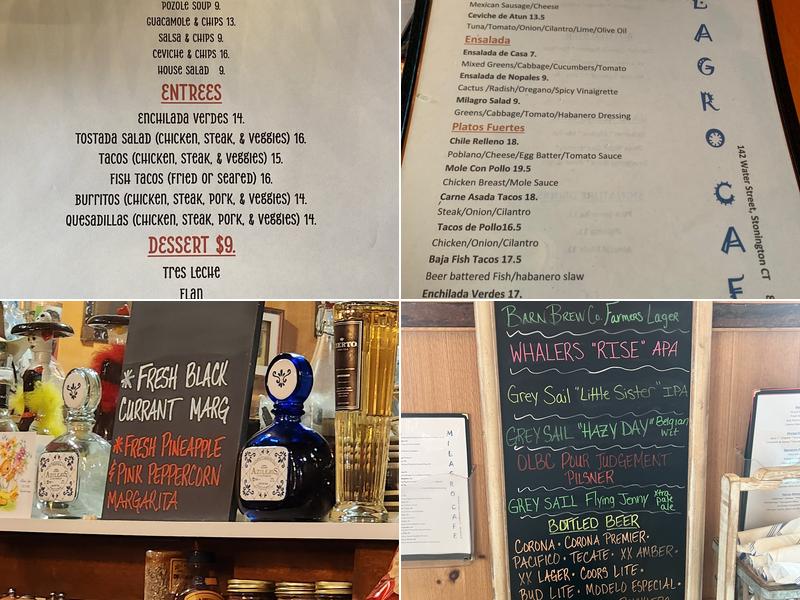 POZOLE SOUP 9.
GUACAMOLE & CHIPS 13.
SALSA & CHIPS 9.
CEVICHE & CHIPS 16.
HOUSE SALAD 9.
ENTREES
ENCHILADA VERDES 14.
TOSTADA SALAD (CHICKEN, STEAK, & VEGGIES) 16.
TACOS (CHICKEN, STEAK, & VEGGIES) 15.
FISH TACOS (FRIED OR SEARED) 16.
BURRITOS (CHICKEN, STEAK, PORK, & VEGGIES) 14.
QUESADILLAS (CHICKEN, STEAK, PORK, & VEGGIES) 14.
DESSERT $9.
TRES LECHE
FLAN
Mexican Sausage/Cheese
Ceviche de Atun 13.5
Tuna/Tomato/Onion/Cilantro/Lime/Olive Oil
Ensalada
Ensalada de Casa 7.
Mixed Greens/Cabbage/Cucumbers/Tomato
Ensalada de Nopales 9.
Cactus /Radish/Oregano/Spicy Vinaigrette
Milagro Salad 9.
Greens/Cabbage/Tomato/Habanero Dressing
Platos Fuertes
Chile Relleno 18.
Poblano/Cheese/Egg Batter/Tomato Sauce
Mole Con Pollo 19.5
Chicken Breast/Mole Sauce
Carne Asada Tacos 18.
Steak/Onion/Cilantro
Tacos de Pollo16.5
Chicken/Onion/Cilantro
Baja Fish Tacos 17.5
Beer battered Fish/habanero slaw
Enchilada Verdes 17.
LAGRO CAF
142 Water Street, Stonington CT
*FRESH BLACK
CURRANT MARG
*FRESH PINEAPPLE
& PINK PEPPERCORN
MARGARITA
AZULEJOS
AZULEJOS
BARN BREW CO. Farmers Lager
WHALERS "RISE" APA
Grey Sail "Little Sister" IPA
GREY SAIL "HAZY DAY" Belgian
Wit
OLBC POUR JUDGEMENT
PILSNER
GREY SAIL Flying Jenny Xtra
pale
ale
BOTTLED BEER
CORONA • CORONA PREMIER •
PACIFICO • TECATE • XX AMBER •
XX LAGER • COORS LITE •
BUD LITE • MODELO ESPECIAL •
MILAGRO CAFE